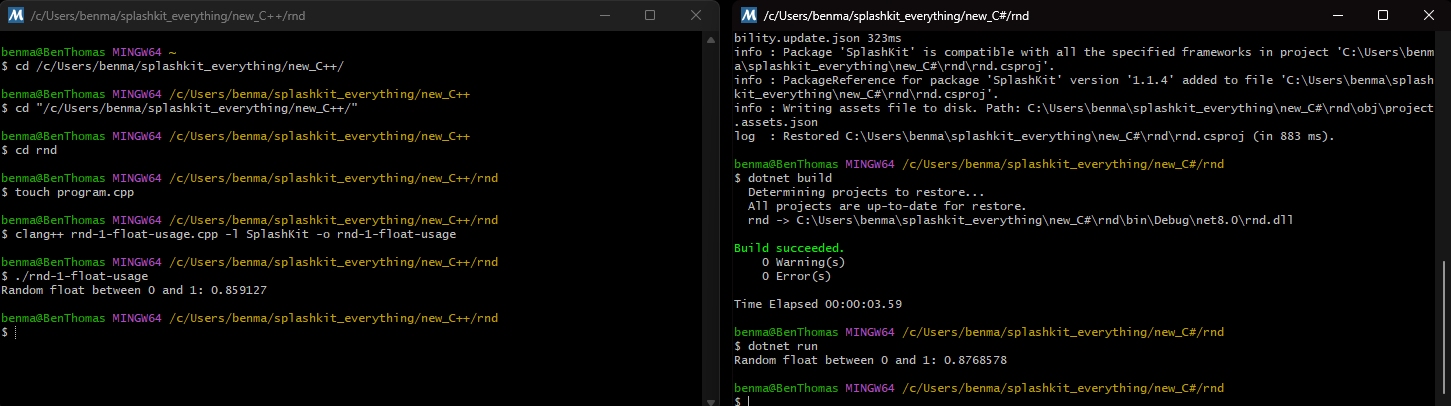 /c/Users/benma/splashkit_everything/new_C++/rnd
benma@BenThomas MINGW64 ~
$ cd /c/Users/benma/splashkit_everything/new_C++/
benma@BenThomas MINGW64 /c/Users/benma/splashkit_everything/new_C++
$ cd "/c/Users/benma/splashkit_everything/new_C++/"
benma@BenThomas MINGW64 /c/Users/benma/splashkit_everything/new_C++
$ cd rnd
benma@BenThomas MINGW64 /c/Users/benma/splashkit_everything/new_C++/rnd
$ touch program.cpp
benma@BenThomas MINGW64 /c/Users/benma/splashkit_everything/new_C++/rnd
$ clang++ rnd-1-float-usage.cpp -l SplashKit -o rnd-1-float-usage
benma@BenThomas MINGW64 /c/Users/benma/splashkit_everything/new_C++/rnd
$ ./rnd-1-float-usage
Random float between 0 and 1: 0.859127
benma@BenThomas MINGW64 /c/Users/benma/splashkit_everything/new_C++/rnd
$
/c/Users/benma/splashkit_everything/new_C#/rnd
bility.update.json 323ms
info : Package 'SplashKit' is compatible with all the specified frameworks in project 'C:\Users\benm
a\splashkit_everything\new_C#\rnd\rnd.csproj'.
info : PackageReference for package 'SplashKit' version '1.1.4' added to file 'C:\Users\benma\splash
kit_everything\new_C#\rnd\rnd.csproj'.
info : Writing assets file to disk. Path: C:\Users\benma\splashkit_everything\new_C#\rnd\obj\project
.assets.json
log  : Restored C:\Users\benma\splashkit_everything\new_C#\rnd\rnd.csproj (in 883 ms).
benma@BenThomas MINGW64 /c/Users/benma/splashkit_everything/new_C#/rnd
$ dotnet build
Determining projects to restore...
All projects are up-to-date for restore.
rnd -> C:\Users\benma\splashkit_everything\new_C#\rnd\bin\Debug\net8.0\rnd.dll
Build succeeded.
0 Warning(s)
0 Error(s)
Time Elapsed 00:00:03.59
benma@BenThomas MINGW64 /c/Users/benma/splashkit_everything/new_C#/rnd
$ dotnet run
Random float between 0 and 1: 0.8768578
benma@BenThomas MINGW64 /c/Users/benma/splashkit_everything/new_C#/rnd
$